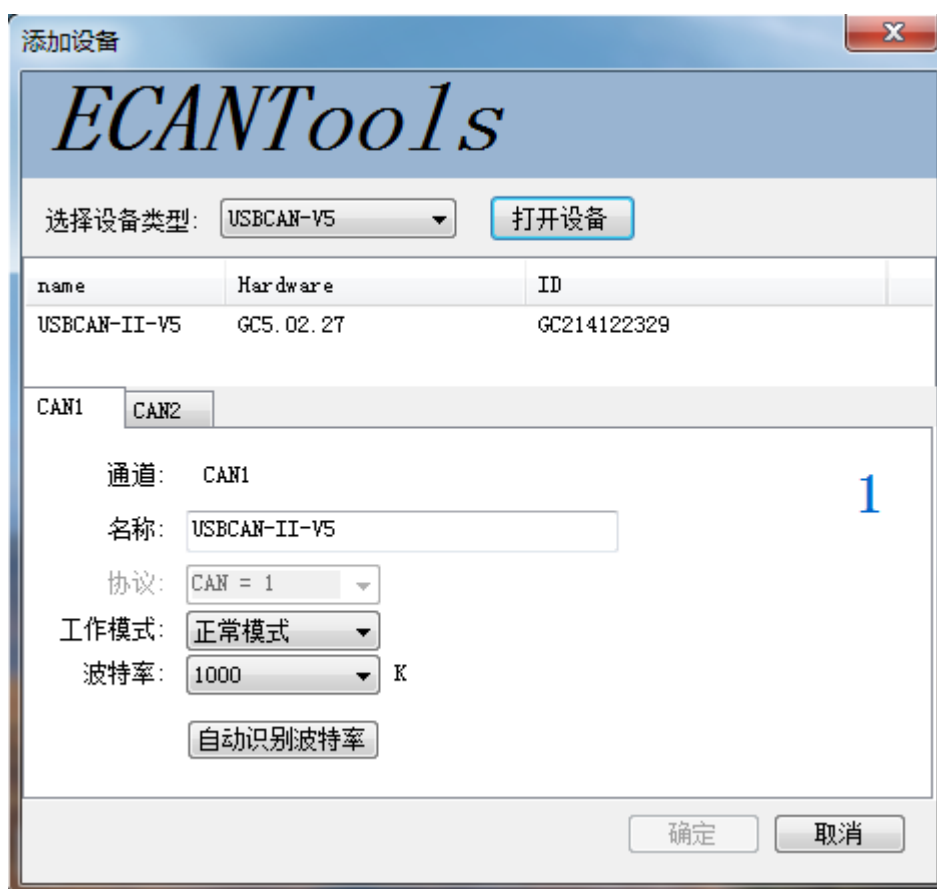 添加设备
ECANTools
选择设备类型: USBCAN-V5 打开设备
name Hardware ID
USBCAN-II-V5 GC5.02.27 GC214122329
CAN1 CAN2
通道: CAN1
1
名称: USBCAN-II-V5
协议: CAN = 1
工作模式: 正常模式
波特率: 1000 K
自动识别波特率
确定 取消